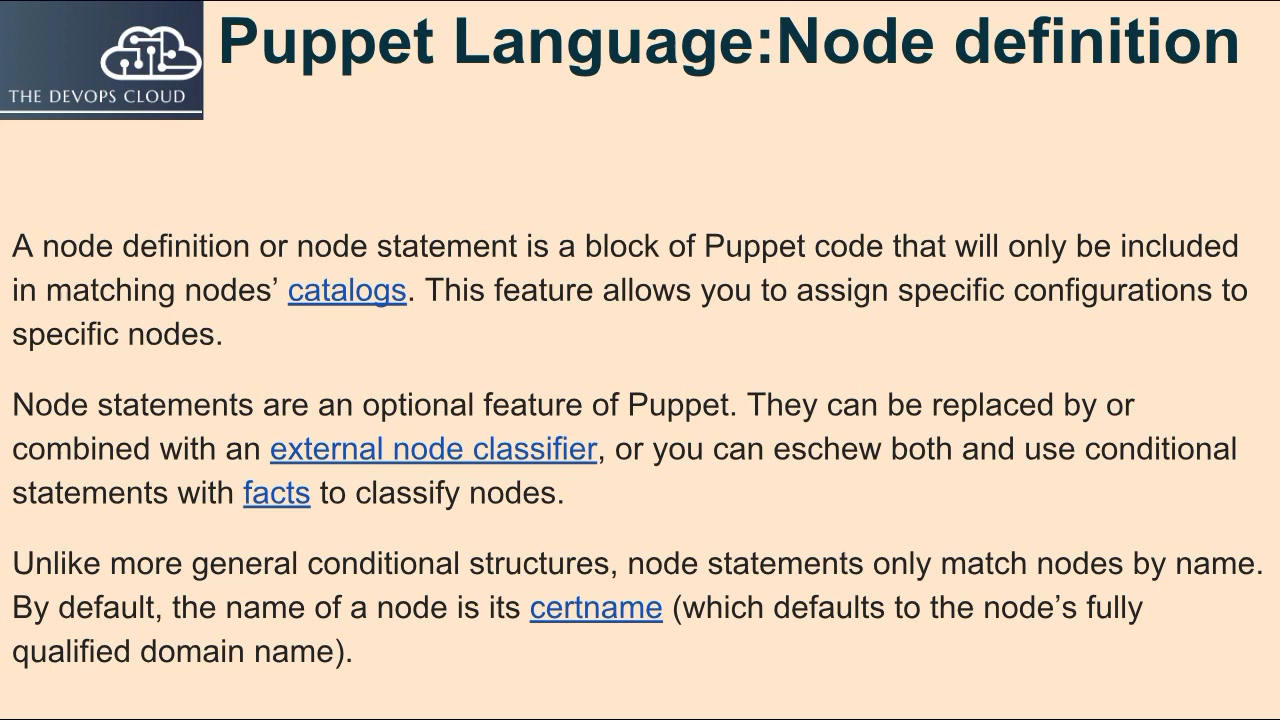 THE DEVOPS CLOUD
Puppet Language:Node definition
A node definition or node statement is a block of Puppet code that will only be included
in matching nodes’ catalogs. This feature allows you to assign specific configurations to
specific nodes.
Node statements are an optional feature of Puppet. They can be replaced by or
combined with an external node classifier, or you can eschew both and use conditional
statements with facts to classify nodes.
Unlike more general conditional structures, node statements only match nodes by name.
By default, the name of a node is its certname (which defaults to the node’s fully
qualified domain name).